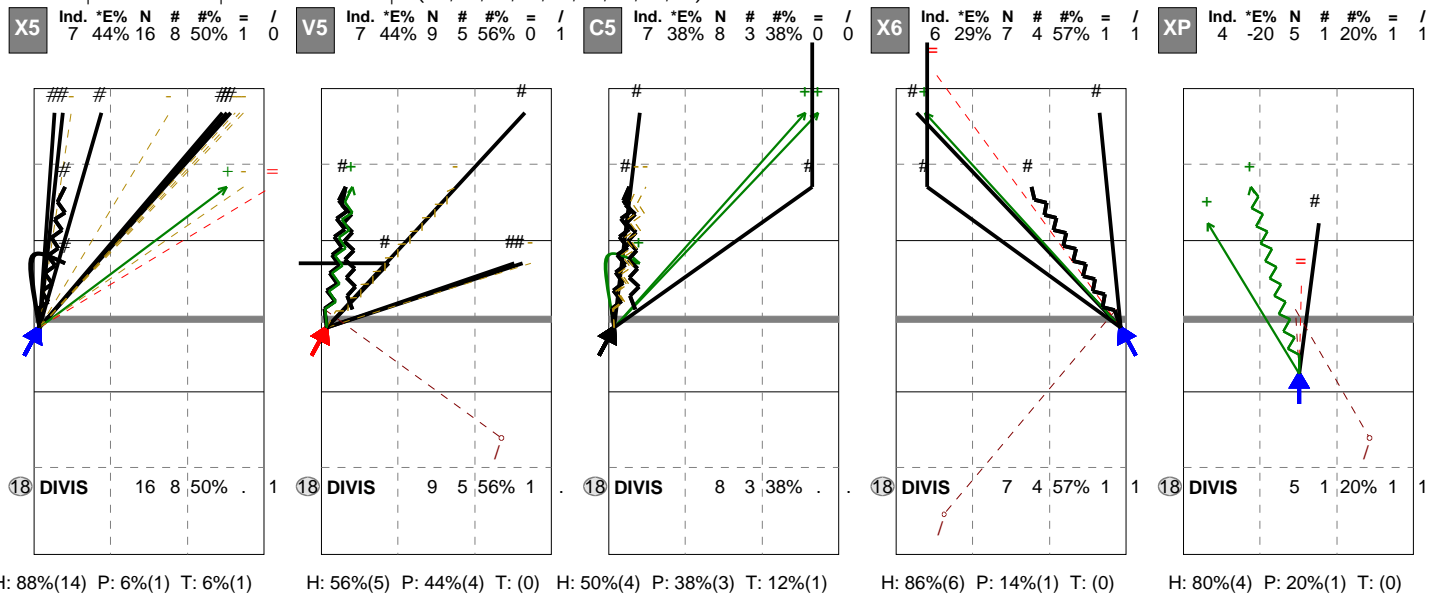 X5 Ind. *E% N # #% = /
7 44% 16 8 50% 1 0
V5 Ind. *E% N # #% = /
7 44% 9 5 56% 0 1
C5 Ind. *E% N # #% = /
7 38% 8 3 38% 0 0
X6 Ind. *E% N # #% = /
6 29% 7 4 57% 1 1
XP Ind. *E% N # #% = /
4 -20 5 1 20% 1 1
18 DIVIS 16 8 50% . 1
18 DIVIS 9 5 56% 1 .
18 DIVIS 8 3 38% . .
18 DIVIS 7 4 57% 1 1
18 DIVIS 5 1 20% 1 1
H: 88%(14) P: 6%(1) T: 6%(1)
H: 56%(5) P: 44%(4) T: (0)
H: 50%(4) P: 38%(3) T: 12%(1)
H: 86%(6) P: 14%(1) T: (0)
H: 80%(4) P: 20%(1) T: (0)